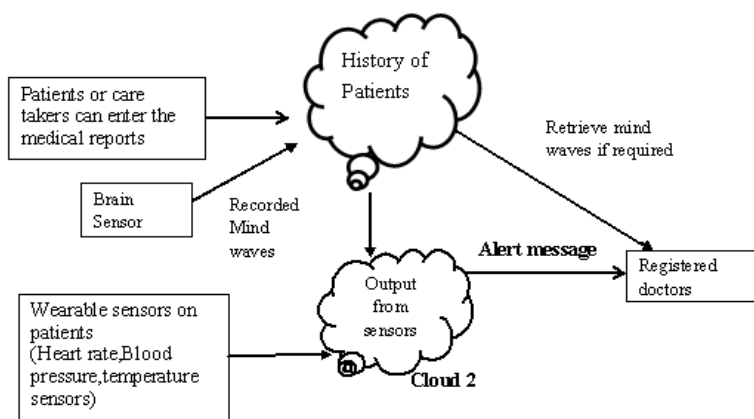 History of
Patients
Patients or care
takers can enter the
medical reports
Retrieve mind
waves if required
Brain
Sensor
Recorded
Mind
waves
Alert message
Registered
doctors
Output
from
sensors
Wearable sensors on
patients
(Heart rate,Blood
pressure,temperature
sensors)
Cloud 2